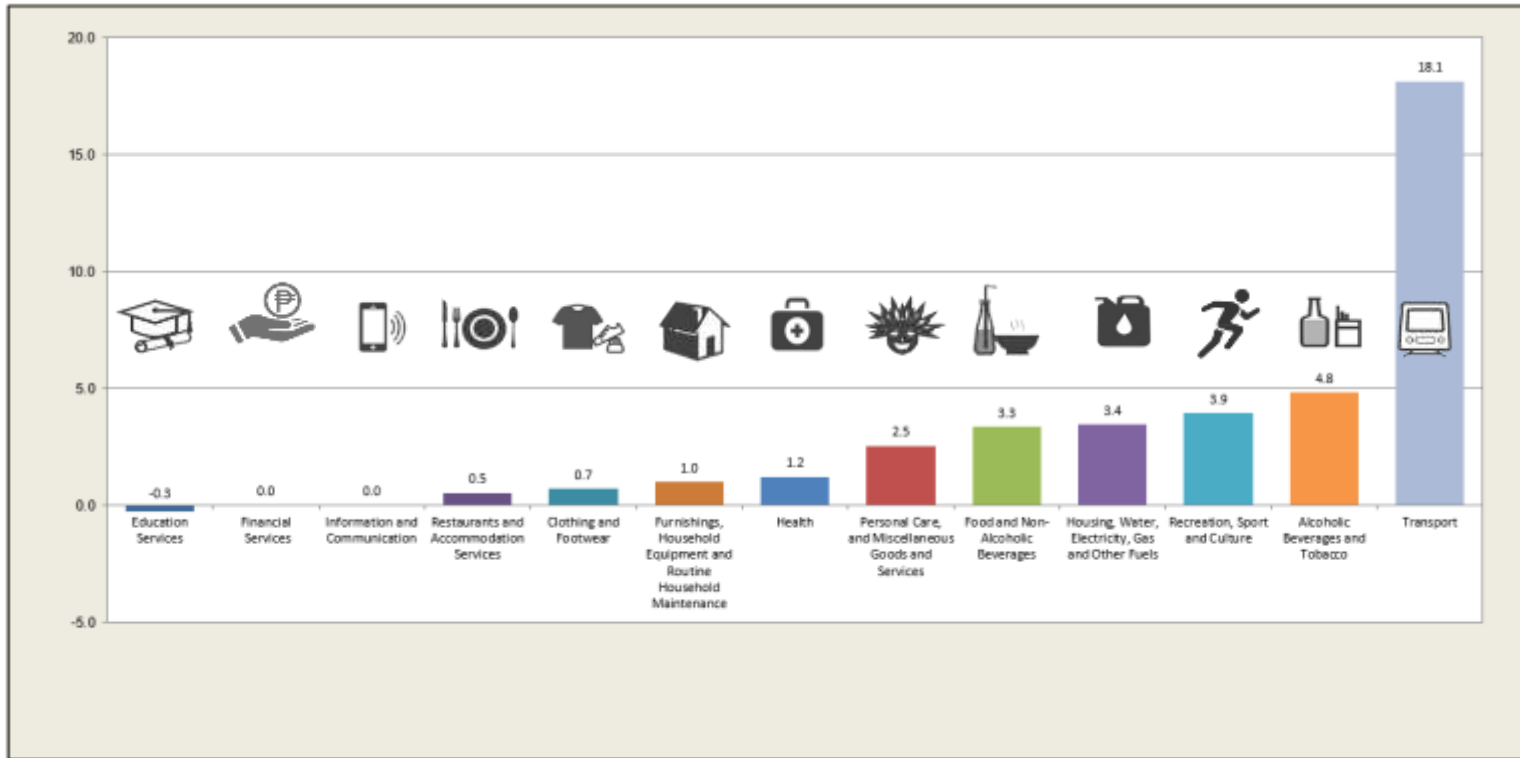 20.0
15.0
10.0
5.0
0.0
-5.0
-0.3
0.0
0.0
0.5
0.7
1.0
1.2
2.5
3.3
3.4
3.9
4.8
18.1
Education
Services
Financial
Services
Information and
Communication
Restaurants and
Accommodation
Services
Clothing and
Footwear
Furnishings,
Household
Equipment and
Routine
Household
Maintenance
Health
Personal Care,
and Miscellaneous
Goods and
Services
Food and Non-
Alcoholic
Beverages
Housing, Water,
Electricity, Gas
and Other Fuels
Recreation, Sport
and Culture
Alcoholic
Beverages and
Tobacco
Transport